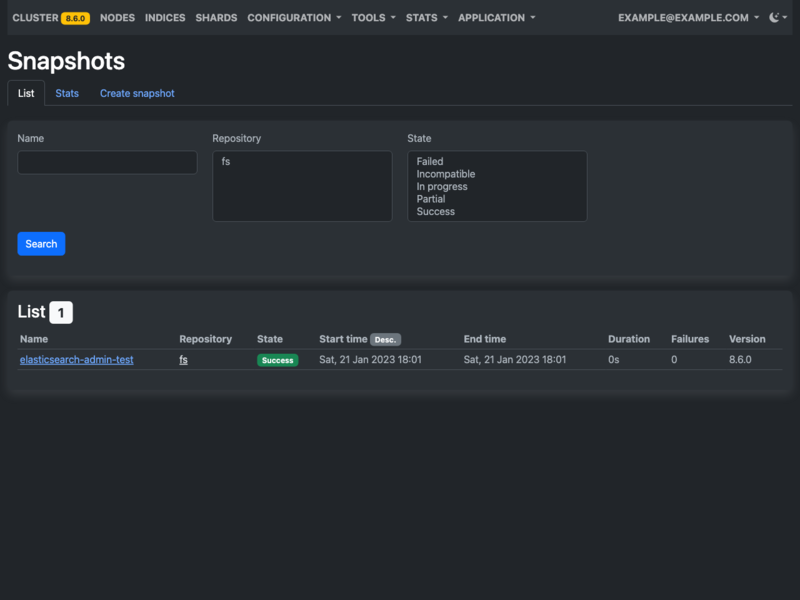 CLUSTER 8.6.0 NODES INDICES SHARDS CONFIGURATION TOOLS STATS APPLICATION EXAMPLE@EXAMPLE.COM
Snapshots
List Stats Create snapshot
Name Repository State
fs
Failed
Incompatible
In progress
Partial
Success
Search
List 1
Name Repository State Start time Desc. End time Duration Failures Version
elasticsearch-admin-test fs Success Sat, 21 Jan 2023 18:01 Sat, 21 Jan 2023 18:01 0s 0 8.6.0